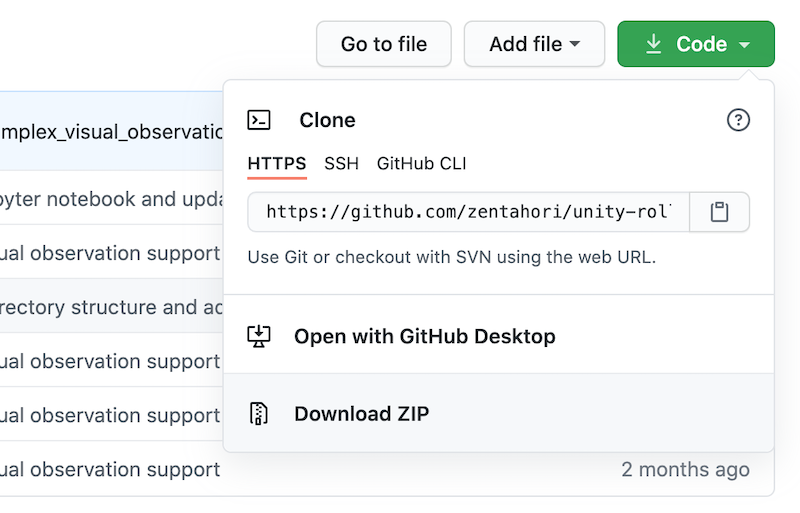 Go to file Add file Code
Clone
HTTPS SSH GitHub CLI
https://github.com/zentahori/unity-rol
Use Git or checkout with SVN using the web URL.
Open with GitHub Desktop
Download ZIP
mplex_visual_observatio
yter notebook and upda
ual observation support
rectory structure and ad
ual observation support
ual observation support
ual observation support 2 months ago